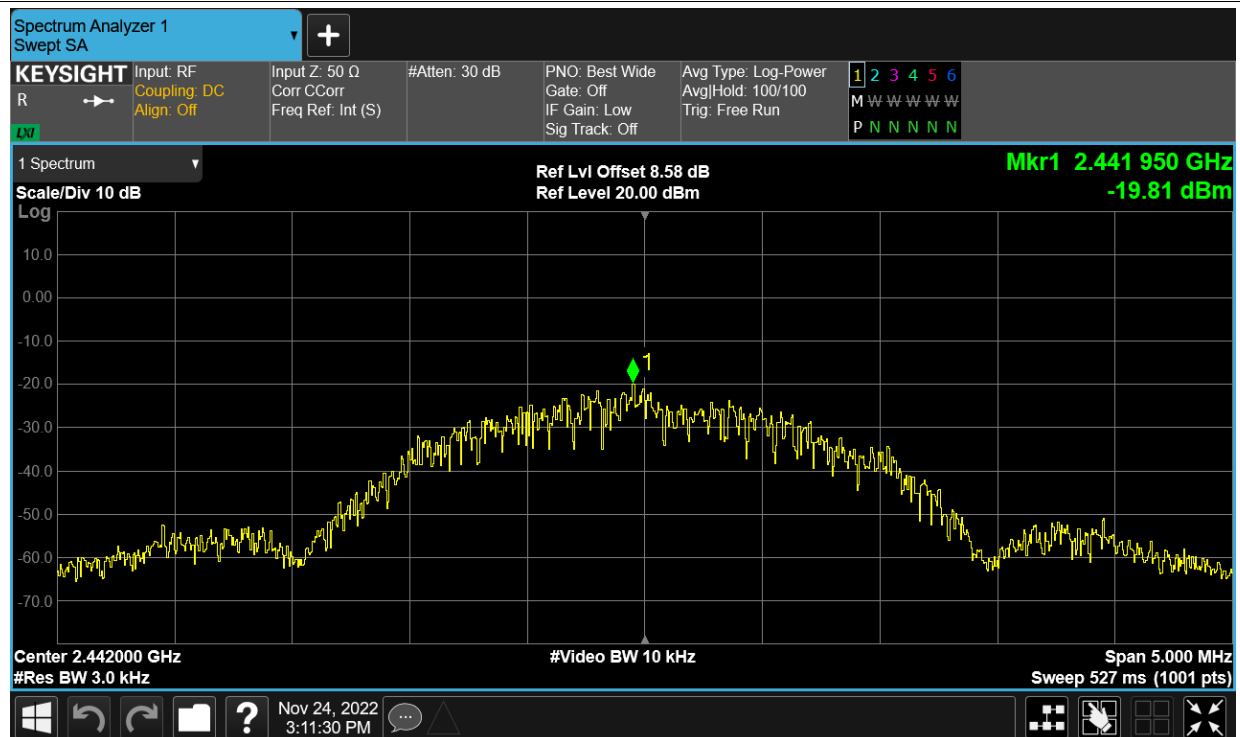 Spectrum Analyzer 1
Swept SA
+
KEYSIGHT
R
LXI
Input: RF
Coupling: DC
Align: Off
Input Z: 50 Ω
Corr CCorr
Freq Ref: Int (S)
#Atten: 30 dB
PNO: Best Wide
Gate: Off
IF Gain: Low
Sig Track: Off
Avg Type: Log-Power
Avg|Hold: 100/100
Trig: Free Run
1 2 3 4 5 6
M W W W W W W
P N N N N N N
1 Spectrum
Scale/Div 10 dB
Log
Ref Lvl Offset 8.58 dB
Ref Level 20.00 dBm
Mkr1 2.441 950 GHz
-19.81 dBm
10.0
0.00
-10.0
-20.0
-30.0
-40.0
-50.0
-60.0
-70.0
1
Center 2.442000 GHz
#Res BW 3.0 kHz
#Video BW 10 kHz
Span 5.000 MHz
Sweep 527 ms (1001 pts)
?
Nov 24, 2022
3:11:30 PM